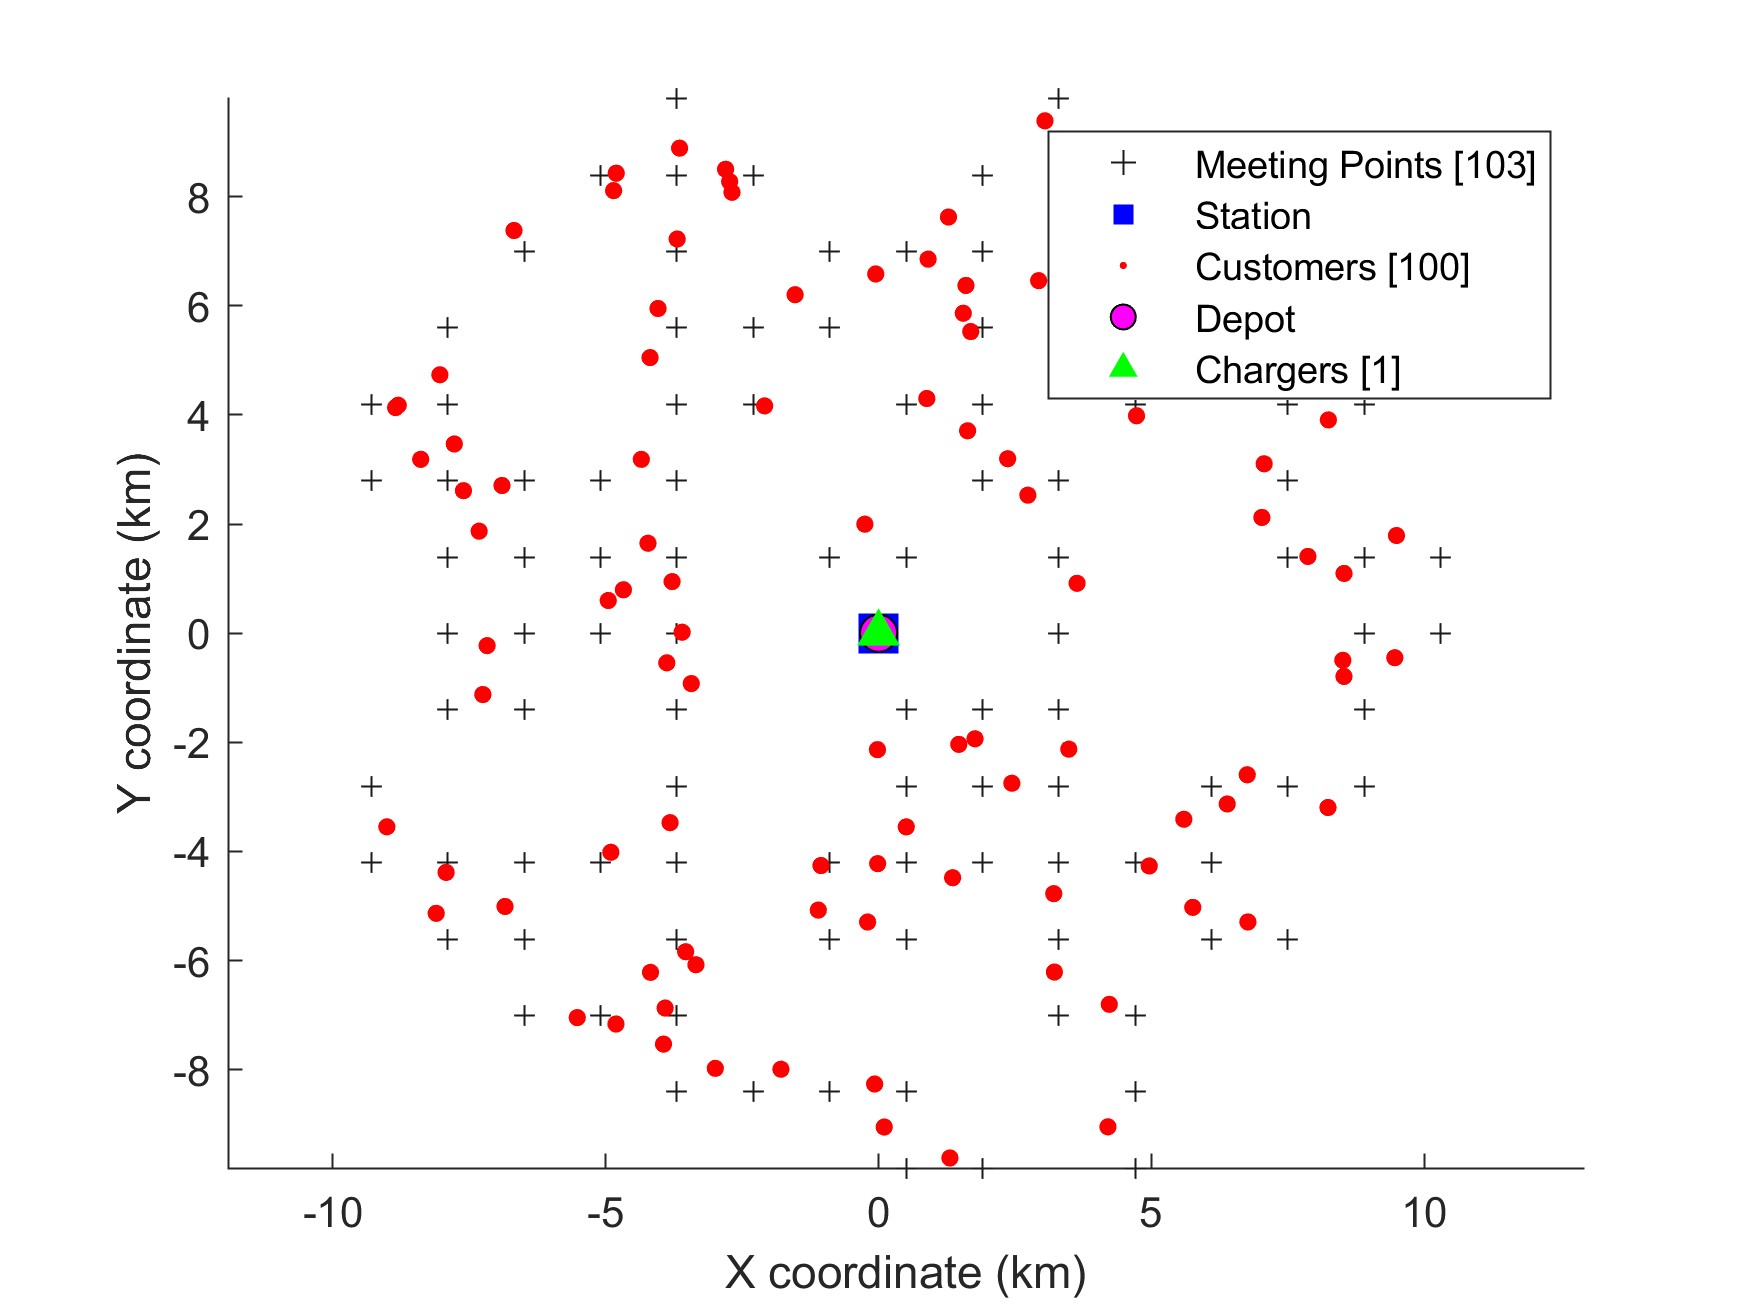 Meeting Points [103]
Station
Customers [100]
Depot
Chargers [1]
8
6
4
2
0
-2
-4
-6
-8
Y coordinate (km)
-10 -5 0 5 10
X coordinate (km)